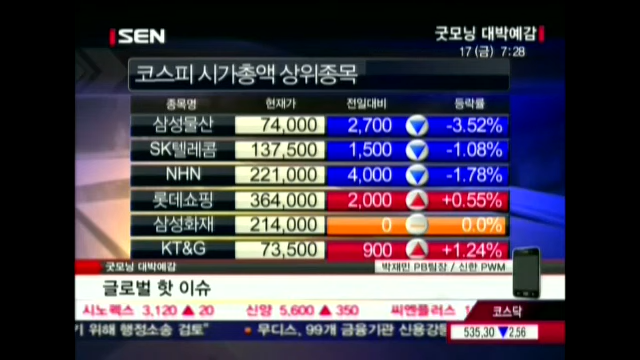 SEN
굿모닝 대박예감
17(금) 7:28
코스피 시가총액 상위종목
종목명 현재가 전일대비 등락률
삼성물산 74,000 2,700 ▼ -3.52%
SK텔레콤 137,500 1,500 ▼ -1.08%
NHN 221,000 4,000 ▼ -1.78%
롯데쇼핑 364,000 2,000 ▲ +0.55%
삼성화재 214,000 0 0.0%
KT&G 73,500 900 ▲ +1.24%
굿모닝 대박예감
박재민 PB팀장 / 신한 PWM
글로벌 핫 이슈
시노펙스 3,120 ▲ 20 신양 5,600 ▲ 350 씨엔플러스
코스닥
기 위해 행정소송 검토" 무디스, 99개 금융기관 신용강등
535.30 ▼2.56